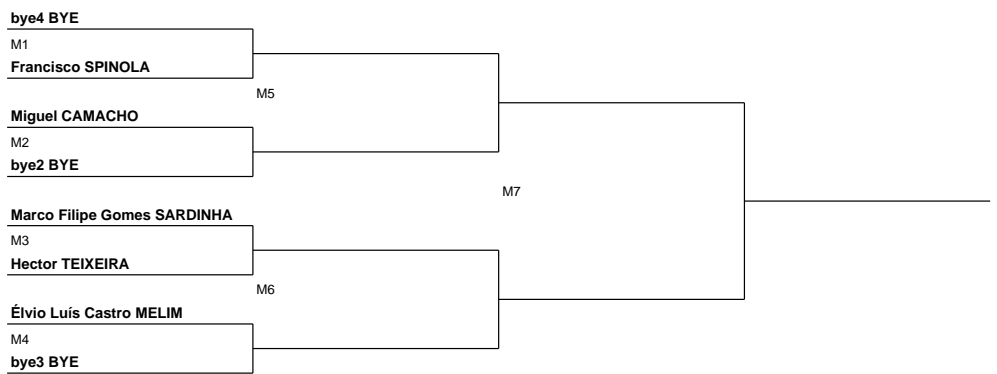 bye4 BYE
M1
Francisco SPINOLA
M5
Miguel CAMACHO
M2
bye2 BYE
M7
Marco Filipe Gomes SARDINHA
M3
Hector TEIXEIRA
M6
Élvio Luís Castro MELIM
M4
bye3 BYE